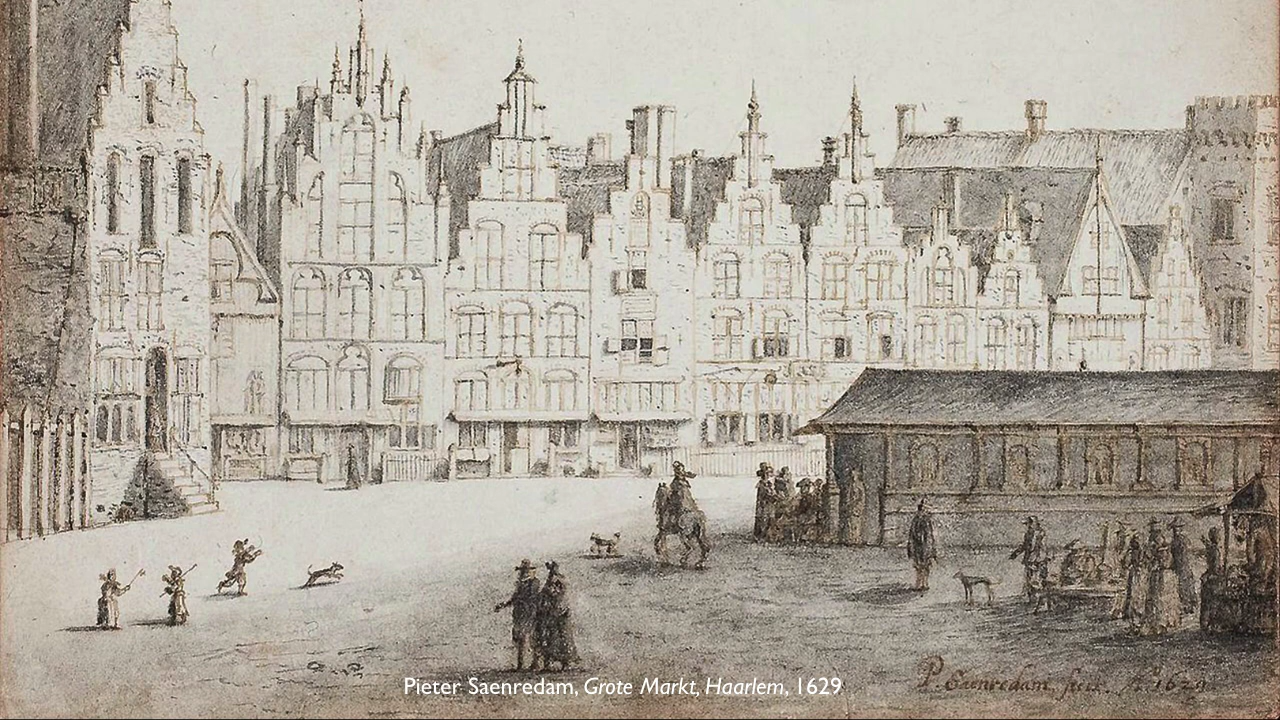 P. Saenredam, fecit. 1629
Pieter Saenredam, Grote Markt, Haarlem, 1629